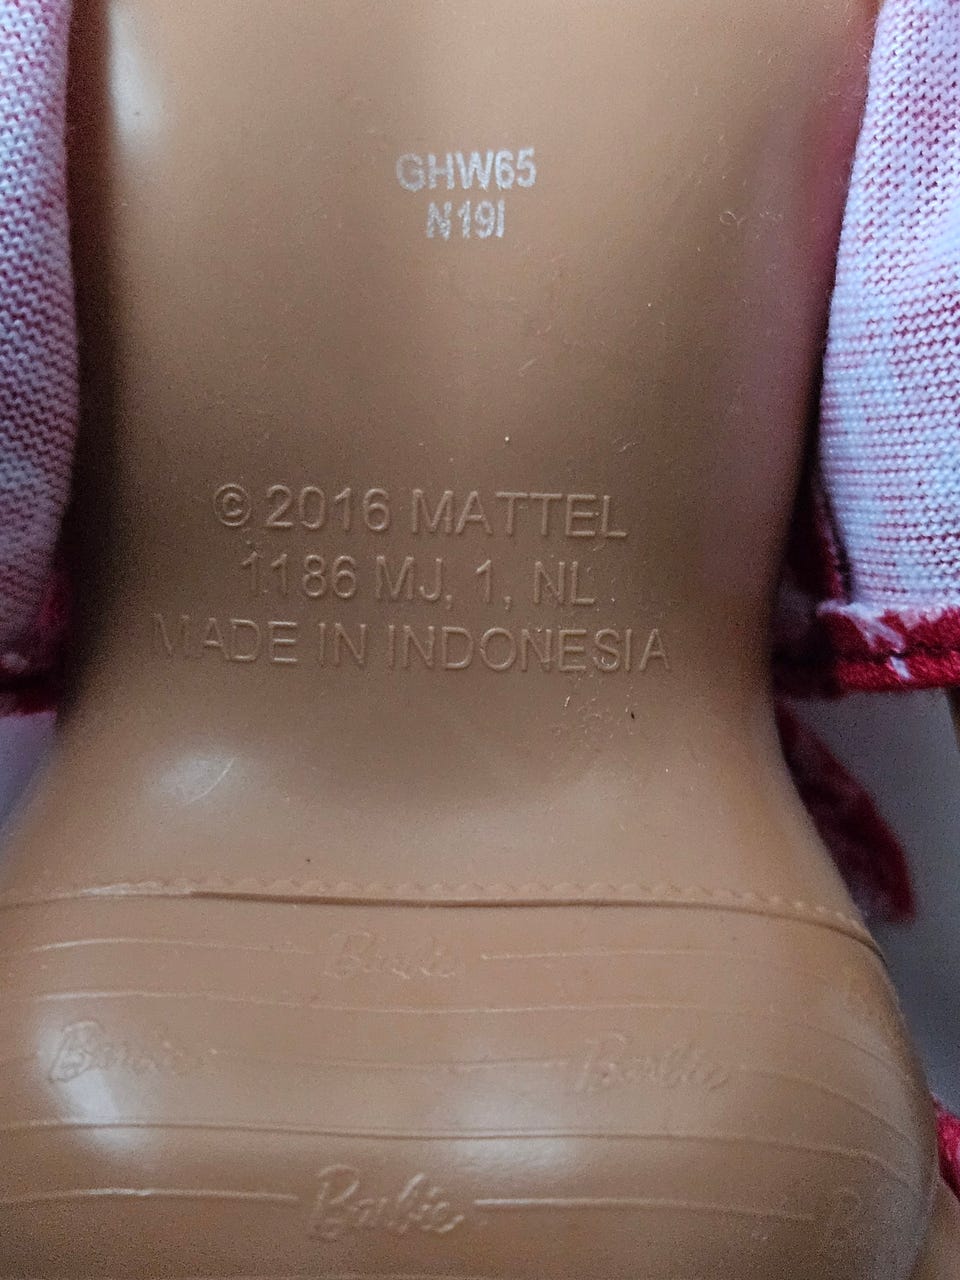 GHW65
N19I
© 2016 MATTEL
1186 MJ, 1, NL
MADE IN INDONESIA
Barbie
Barbie Barbie
Barbie